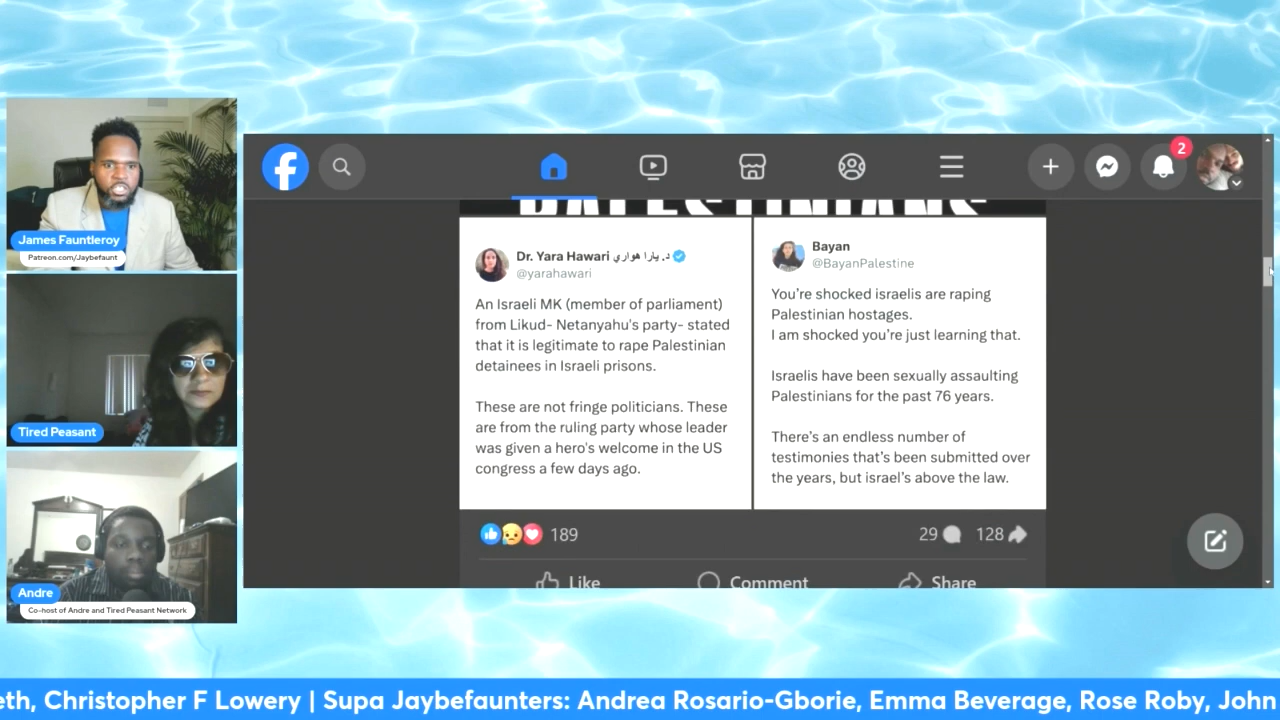 James Fauntleroy
Patreon.com/Jaybefaunt
Tired Peasant
Andre
Co-host of Andre and Tired Peasant Network
2
PALESTINIANS
Dr. Yara Hawari د. يارا هواري
@yarahawari
An Israeli MK (member of parliament)
from Likud- Netanyahu's party- stated
that it is legitimate to rape Palestinian
detainees in Israeli prisons.
These are not fringe politicians. These
are from the ruling party whose leader
was given a hero's welcome in the US
congress a few days ago.
Bayan
@BayanPalestine
You're shocked israelis are raping
Palestinian hostages.
I am shocked you're just learning that.
Israelis have been sexually assaulting
Palestinians for the past 76 years.
There's an endless number of
testimonies that's been submitted over
the years, but israel's above the law.
189
29 128
Like Comment Share
eth, Christopher F Lowery | Supa Jaybefaunters: Andrea Rosario-Gborie, Emma Beverage, Rose Roby, John